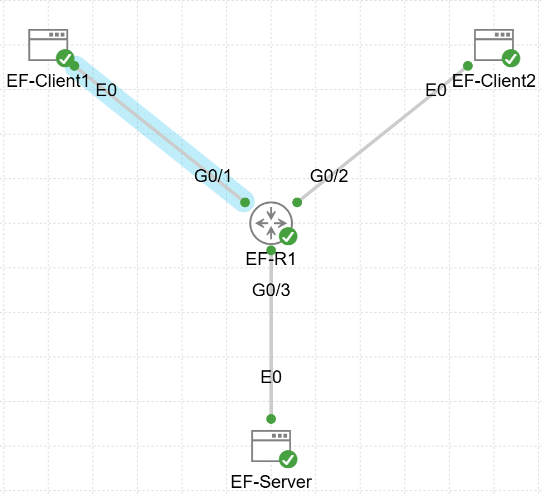 EF-Client1
EF-Client2
E0
E0
G0/1
G0/2
EF-R1
G0/3
E0
EF-Server